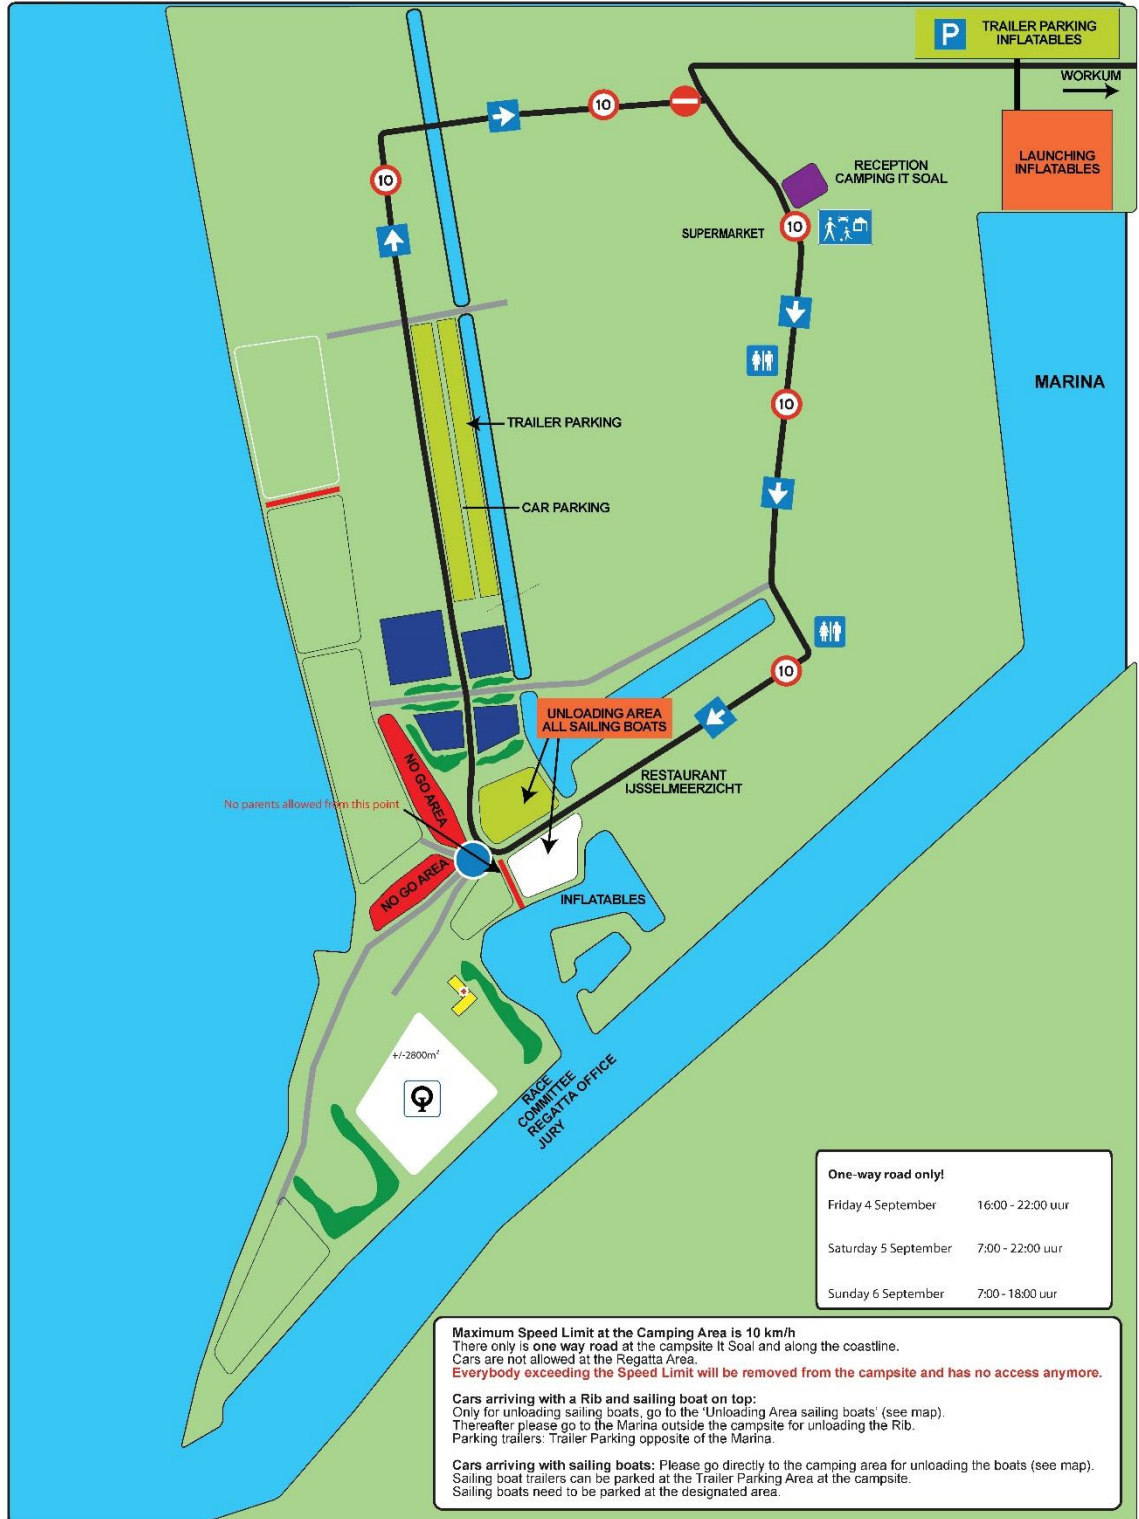 P
TRAILER PARKING
INFLATABLES
WORKUM
10
10
LAUNCHING
INFLATABLES
RECEPTION
CAMPING IT SOAL
SUPERMARKET
10
MARINA
10
TRAILER PARKING
CAR PARKING
10
UNLOADING AREA
ALL SAILING BOATS
NO GO AREA
RESTAURANT
IJSSELMEERZICHT
No parents allowed from this point
NO GO AREA
INFLATABLES
+/-2800m²
RACE
COMMITTEE
REGATTA OFFICE
JURY
One-way road only!
Friday 4 September 16:00 - 22:00 uur
Saturday 5 September 7:00 - 22:00 uur
Sunday 6 September 7:00 - 18:00 uur
Maximum Speed Limit at the Camping Area is 10 km/h
There only is one way road at the campsite It Soal and along the coastline.
Cars are not allowed at the Regatta Area.
Everybody exceeding the Speed Limit will be removed from the campsite and has no access anymore.
Cars arriving with a Rib and sailing boat on top:
Only for unloading sailing boats, go to the 'Unloading Area sailing boats' (see map).
Thereafter please go to the Marina outside the campsite for unloading the Rib.
Parking trailers: Trailer Parking opposite of the Marina.
Cars arriving with sailing boats: Please go directly to the camping area for unloading the boats (see map).
Sailing boat trailers can be parked at the Trailer Parking Area at the campsite.
Sailing boats need to be parked at the designated area.